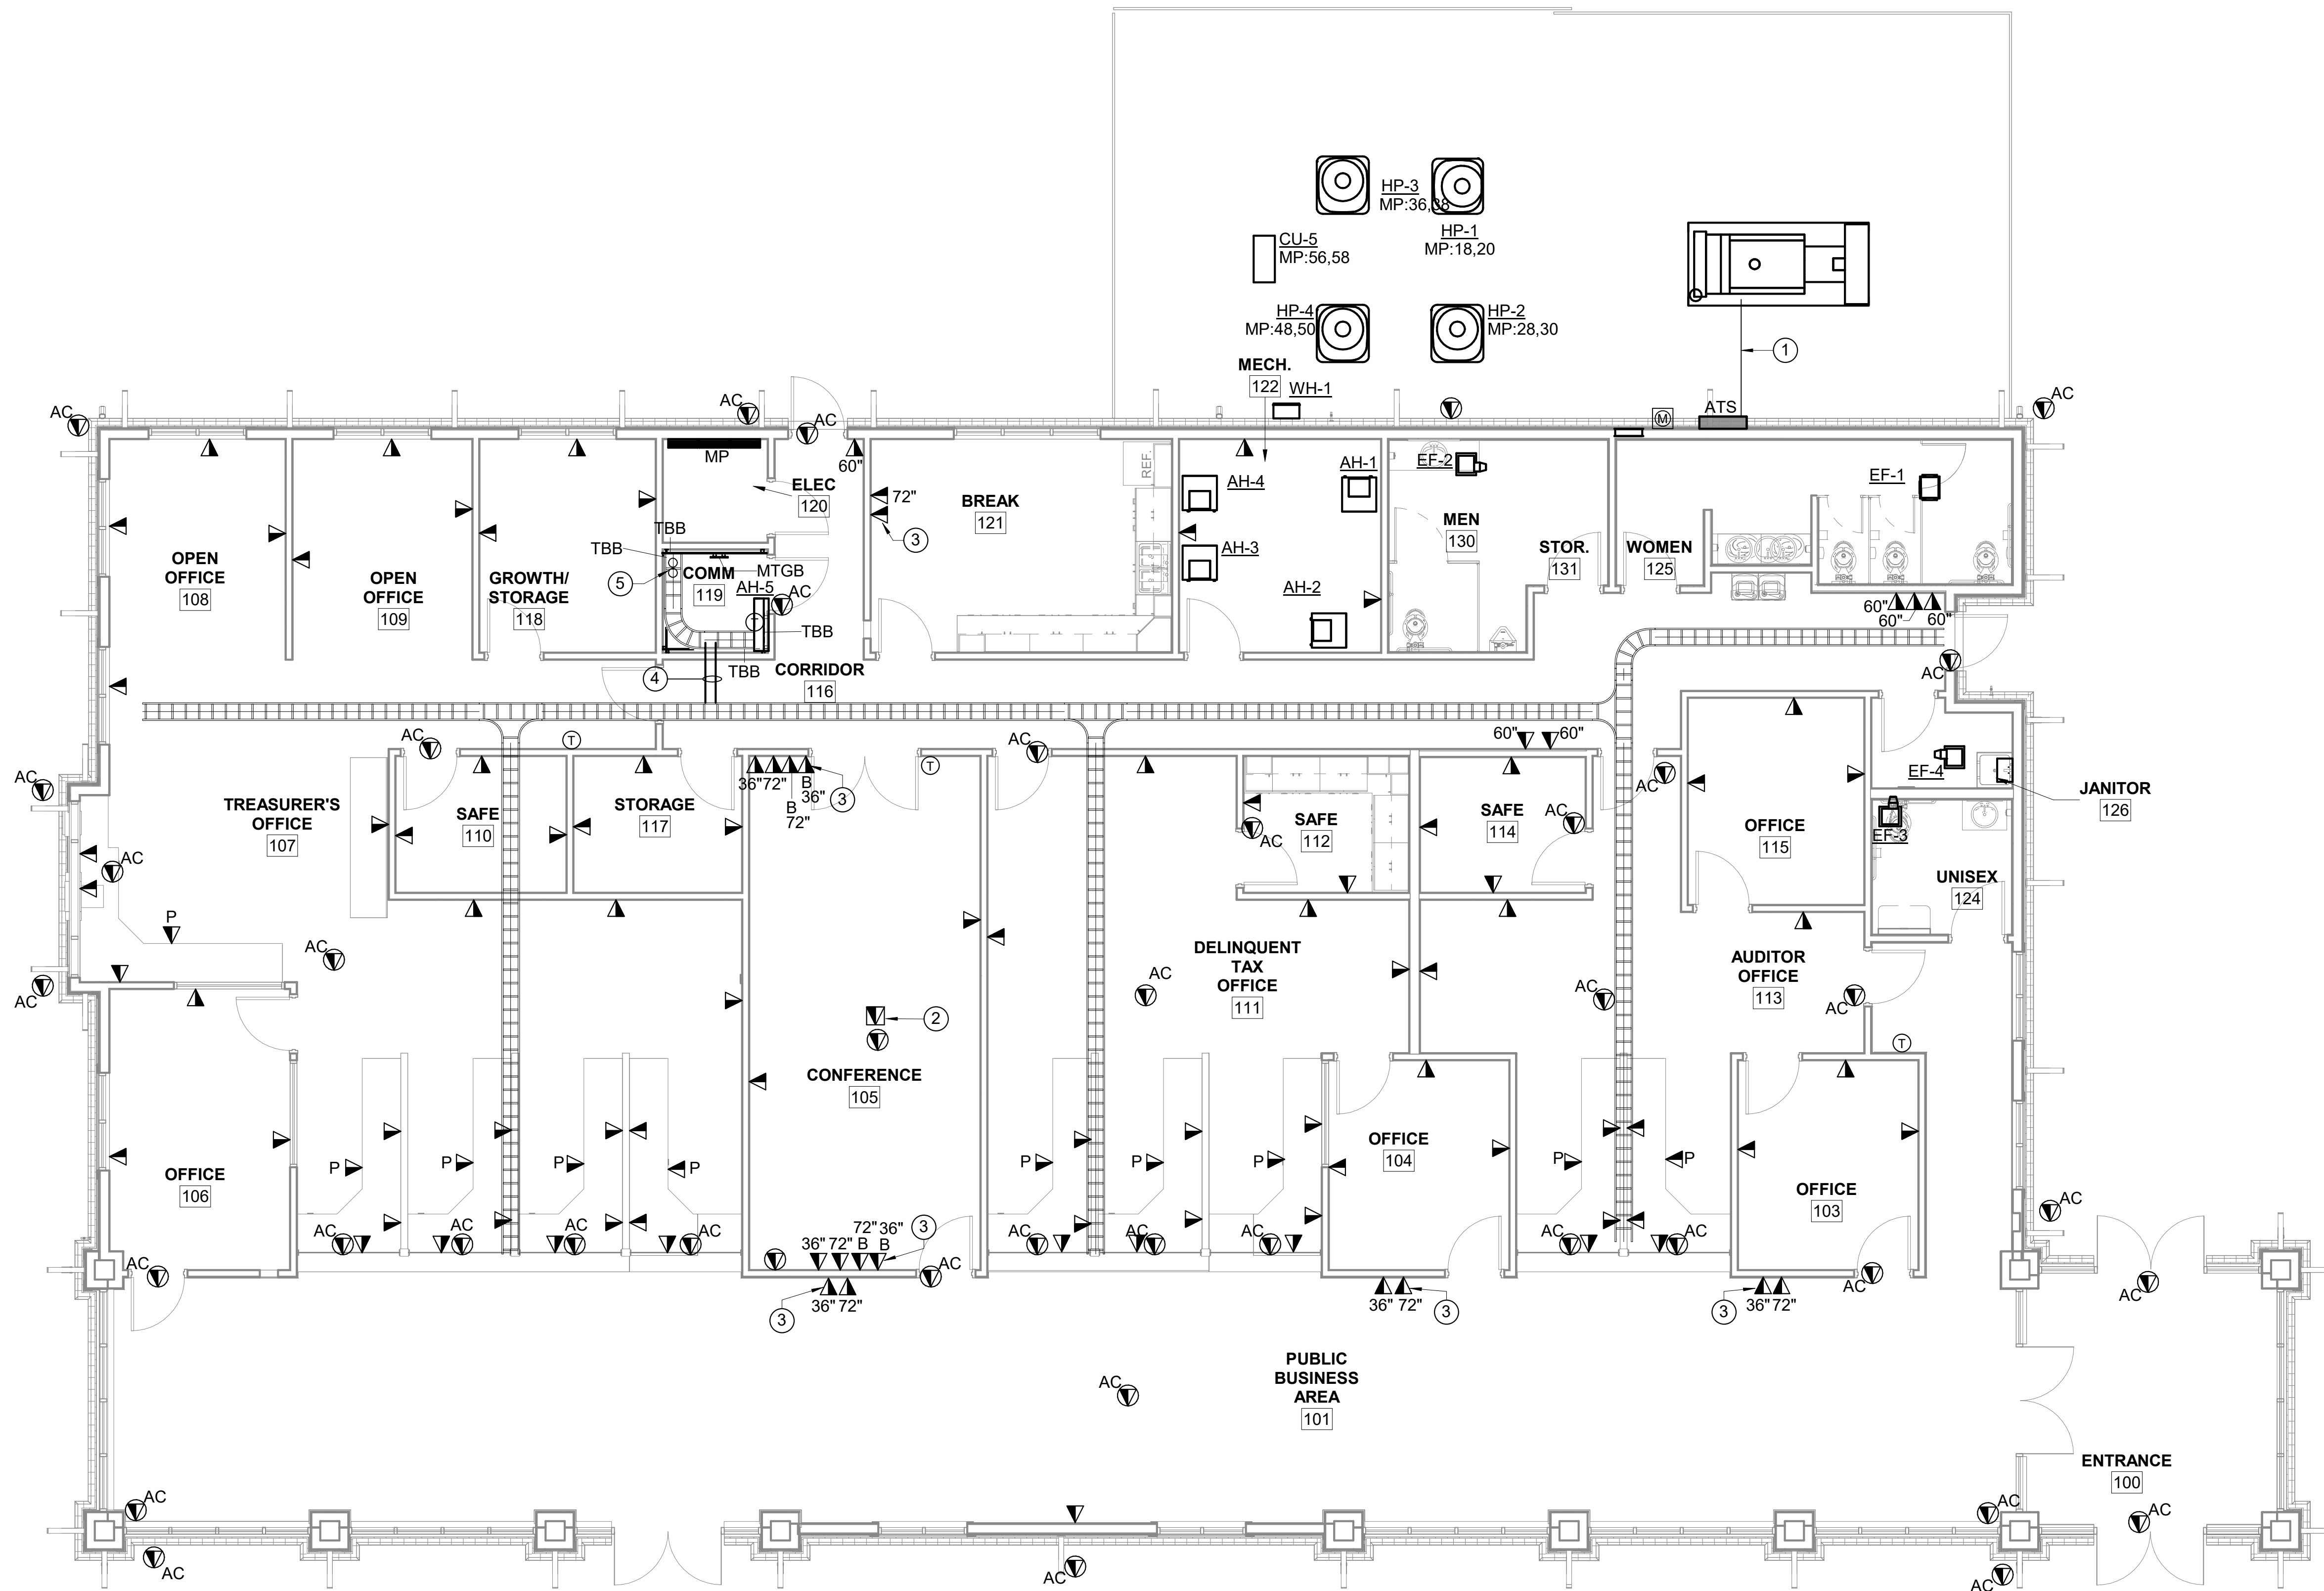 HP-3
MP:36,38
HP-1
MP:18,20
CU-5
MP:56,58
HP-4
MP:48,50
HP-2
MP:28,30
1
MECH.
122
WH-1
ATS
M
AC
AC
AC
AC
MP
60"
ELEC
120
72"
3
BREAK
121
REF.
AH-4
AH-1
AH-3
AH-2
EF-2
MEN
130
STOR.
131
WOMEN
125
EF-1
OPEN
OFFICE
108
OPEN
OFFICE
109
GROWTH/
STORAGE
118
TBB
TBB
5
COMM
119
MTGB
AH-5
AC
T
TBB
TBB
4
CORRIDOR
116
60"
60"
60"
AC
AC
T
AC
T
60"
60"
AC
36"
72"
B
72"
B
36"
3
AC
TREASURER'S
OFFICE
107
SAFE
110
STORAGE
117
SAFE
112
AC
SAFE
114
AC
OFFICE
115
EF-4
EF-3
JANITOR
126
UNISEX
124
AC
P
AC
AC
DELINQUENT
TAX
OFFICE
111
AC
AC
AUDITOR
OFFICE
113
AC
T
2
CONFERENCE
105
OFFICE
106
P
P
P
P
P
P
P
OFFICE
104
P
P
OFFICE
103
AC
AC
AC
AC
AC
36"
72"
72"
B
36"
B
3
AC
AC
AC
AC
AC
AC
AC
AC
AC
3
36"
72"
36"
72"
3
3
36"
72"
PUBLIC
BUSINESS
AREA
101
AC
ENTRANCE
100
AC
AC
AC
AC
AC
AC